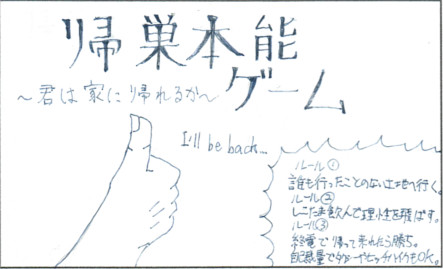 帰巣本能
ゲーム
～君は家に帰れるか～
I'll be back...
ルール①
誰も行ったことのない土地へ行く。
ルール②
しこたま飲んで理性を飛ばす。
ルール③
終電で帰って来れたら勝ち。
自己慮でタクシーやヒッチハイクもOK。